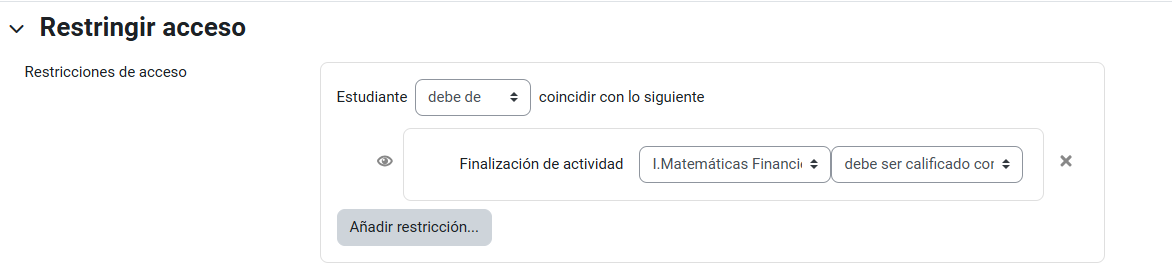 Restringir acceso
Restricciones de acceso
Estudiante debe de coincidir con lo siguiente
Finalización de actividad I.Matemáticas Financi debe ser calificado cor
Añadir restricción...